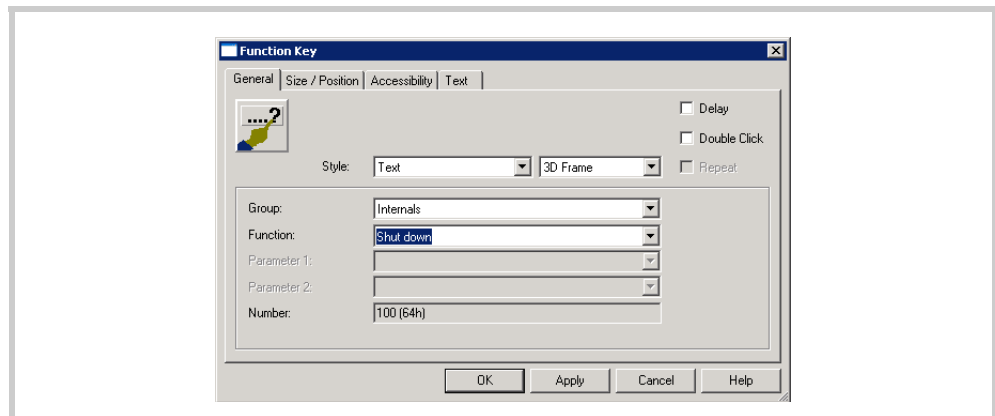 Function Key
General Size / Position Accessibility Text
....?
Delay
Double Click
Style: Text 3D Frame Repeat
Group: Internals
Function: Shut down
Parameter 1:
Parameter 2:
Number: 100 (64h)
OK Apply Cancel Help